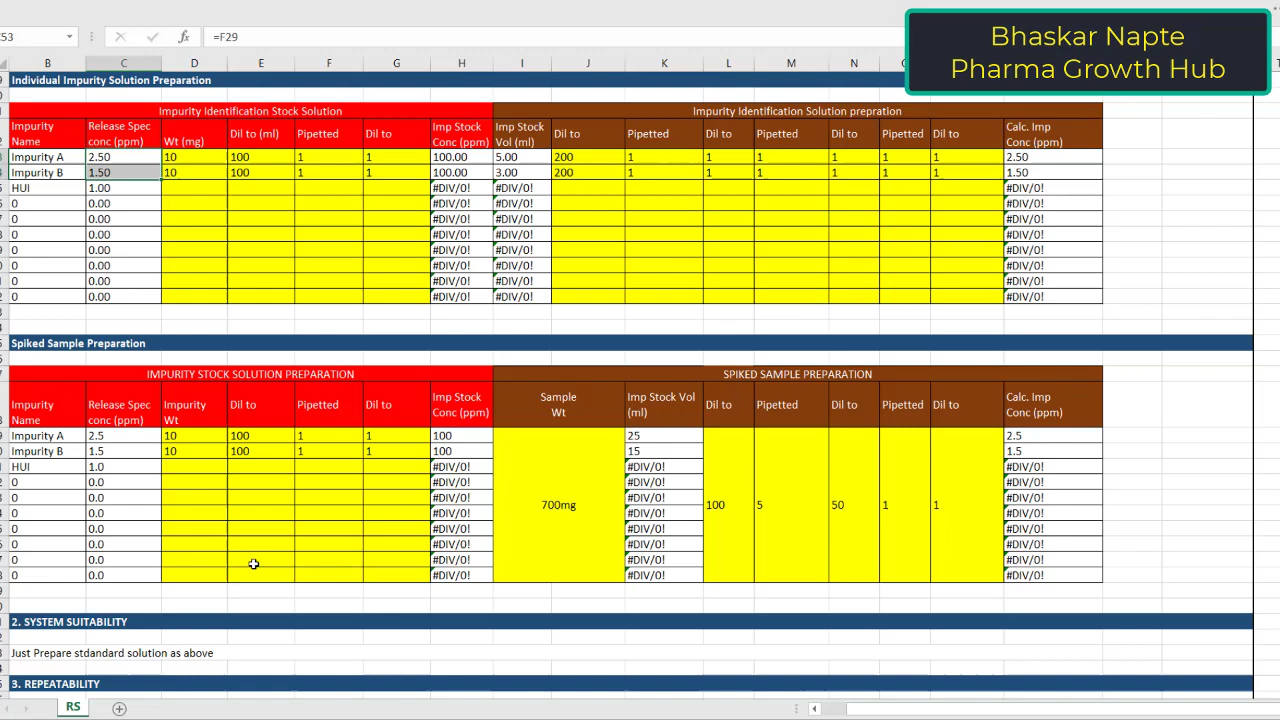 Bhaskar Napte
Pharma Growth Hub
C53 =F29
B C D E F G H I J K L M N
Individual Impurity Solution Preparation
Impurity Identification Stock Solution Impurity Identification Solution prepration
Impurity Name Release Spec conc (ppm) Wt (mg) Dil to (ml) Pipetted Dil to Imp Stock Conc (ppm) Imp Stock Vol (ml) Dil to Pipetted Dil to Pipetted Dil to Pipetted Dil to Calc. Imp Conc (ppm)
Impurity A 2.50 10 100 1 1 100.00 5.00 200 1 1 1 1 1 1 2.50
Impurity B 1.50 10 100 1 1 100.00 3.00 200 1 1 1 1 1 1 1.50
HUI 1.00 #DIV/0! #DIV/0! #DIV/0!
0 0.00 #DIV/0! #DIV/0! #DIV/0!
0 0.00 #DIV/0! #DIV/0! #DIV/0!
0 0.00 #DIV/0! #DIV/0! #DIV/0!
0 0.00 #DIV/0! #DIV/0! #DIV/0!
0 0.00 #DIV/0! #DIV/0! #DIV/0!
0 0.00 #DIV/0! #DIV/0! #DIV/0!
0 0.00 #DIV/0! #DIV/0! #DIV/0!
Spiked Sample Preparation
IMPURITY STOCK SOLUTION PREPARATION SPIKED SAMPLE PREPARATION
Impurity Name Release Spec conc (ppm) Impurity Wt Dil to Pipetted Dil to Imp Stock Conc (ppm) Sample Wt Imp Stock Vol (ml) Dil to Pipetted Dil to Pipetted Dil to Calc. Imp Conc (ppm)
Impurity A 2.5 10 100 1 1 100 25 2.5
Impurity B 1.5 10 100 1 1 100 15 1.5
HUI 1.0 #DIV/0! #DIV/0! #DIV/0!
0 0.0 #DIV/0! #DIV/0! #DIV/0!
0 0.0 #DIV/0! #DIV/0! #DIV/0!
700mg 100 5 50 1 1
0 0.0 #DIV/0! #DIV/0! #DIV/0!
0 0.0 #DIV/0! #DIV/0! #DIV/0!
0 0.0 #DIV/0! #DIV/0! #DIV/0!
0 0.0 #DIV/0! #DIV/0! #DIV/0!
0 0.0 #DIV/0! #DIV/0! #DIV/0!
2. SYSTEM SUITABILITY
Just Prepare stdandard solution as above
3. REPEATABILITY
RS